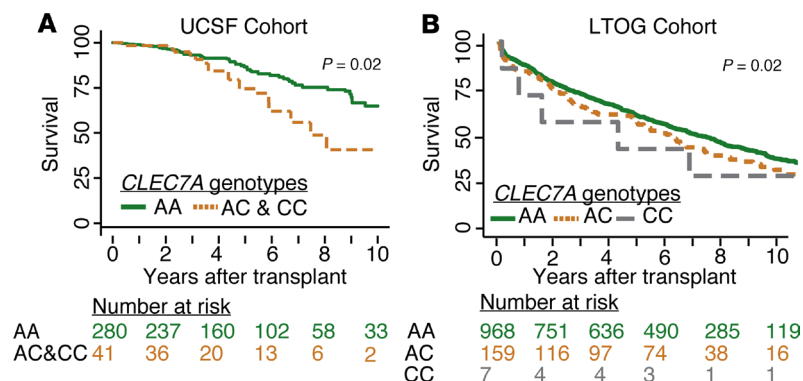 A
UCSF Cohort
P = 0.02
Survival
100
75
50
25
0
CLEC7A genotypes
AA AC & CC
0 2 4 6 8 10
Years after transplant
Number at risk
AA 280 237 160 102 58 33
AC&CC 41 36 20 13 6 2
B
LTOG Cohort
P = 0.02
Survival
100
75
50
25
0
CLEC7A genotypes
AA AC CC
0 2 4 6 8 10
Years after transplant
Number at risk
AA 968 751 636 490 285 119
AC 159 116 97 74 38 16
CC 7 4 4 3 1 1